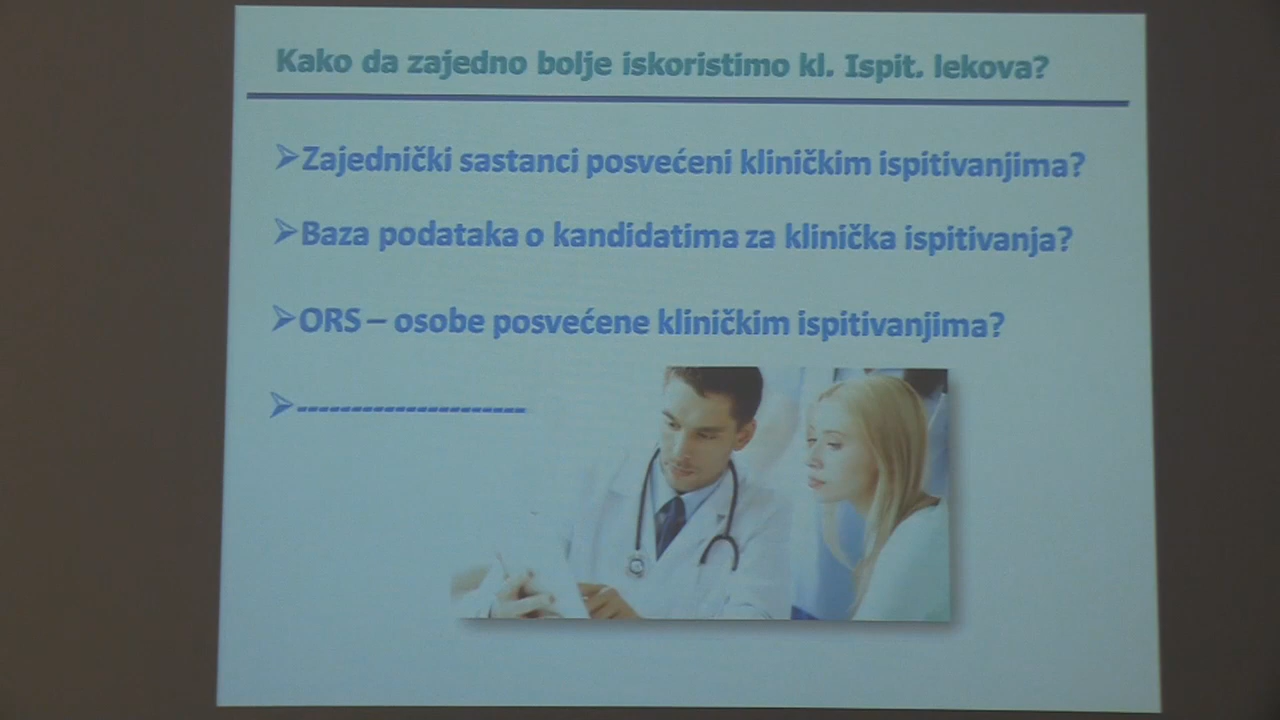 Kako da zajedno bolje iskoristimo kl. Ispit. lekova?
➢Zajednički sastanci posvećeni kliničkim ispitivanjima?
➢Baza podataka o kandidatima za klinička ispitivanja?
➢ORS – osobe posvećene kliničkim ispitivanjima?
➢---------------------